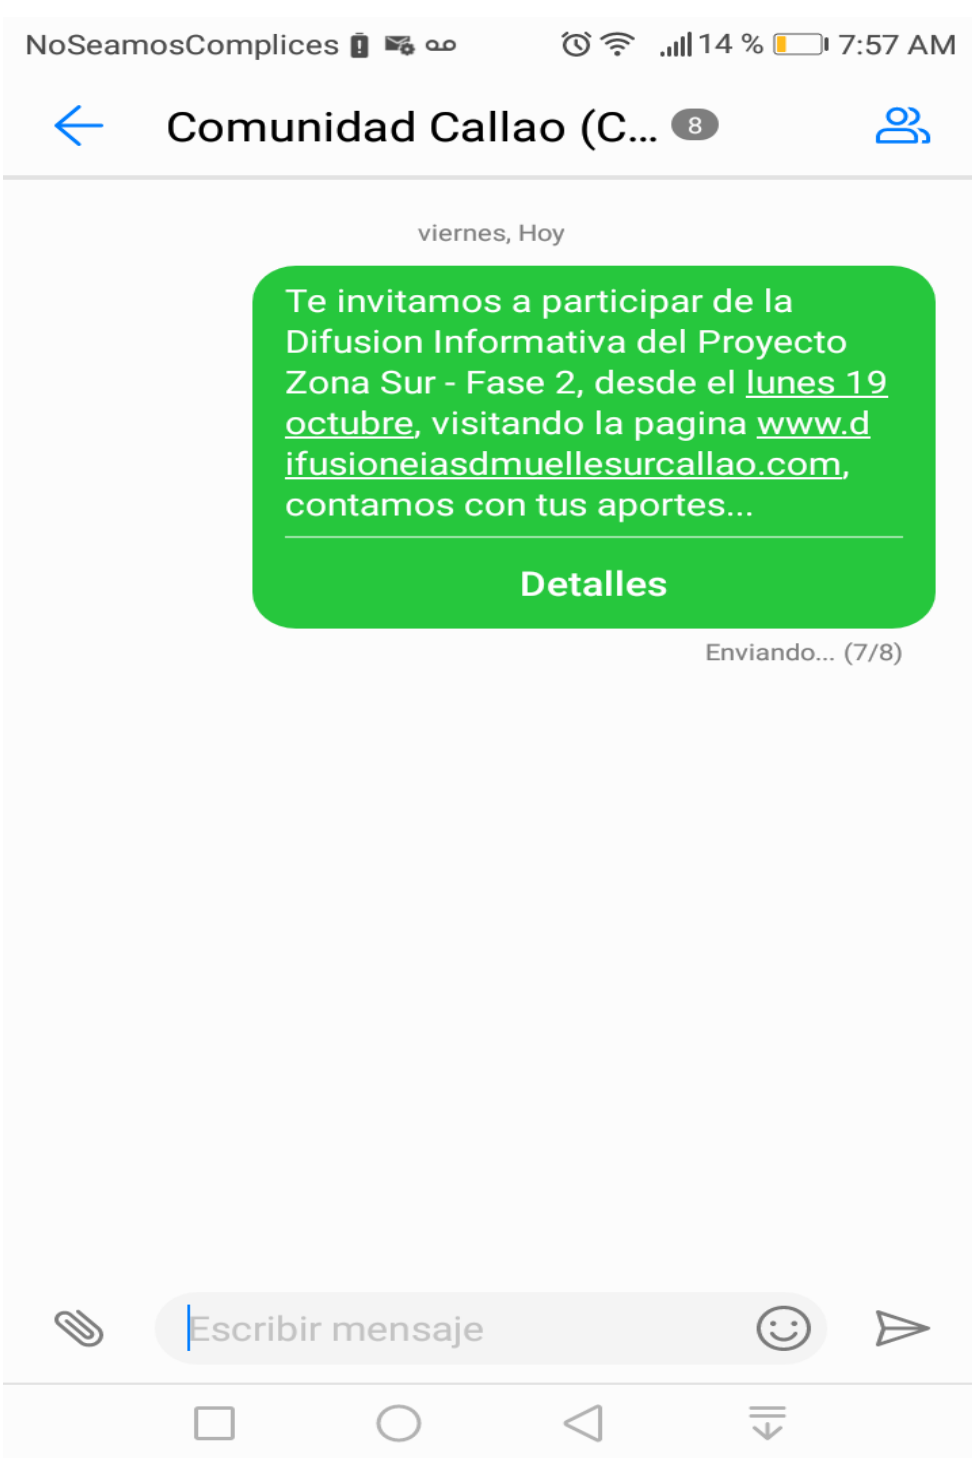 NoSeamosComplices 14 % 7:57 AM
Comunidad Callao (C... 8
viernes, Hoy
Te invitamos a participar de la
Difusion Informativa del Proyecto
Zona Sur - Fase 2, desde el lunes 19
octubre, visitando la pagina www.d
ifusioneiasdmuellesurcallao.com,
contamos con tus aportes...
Detalles
Enviando... (7/8)
Escribir mensaje